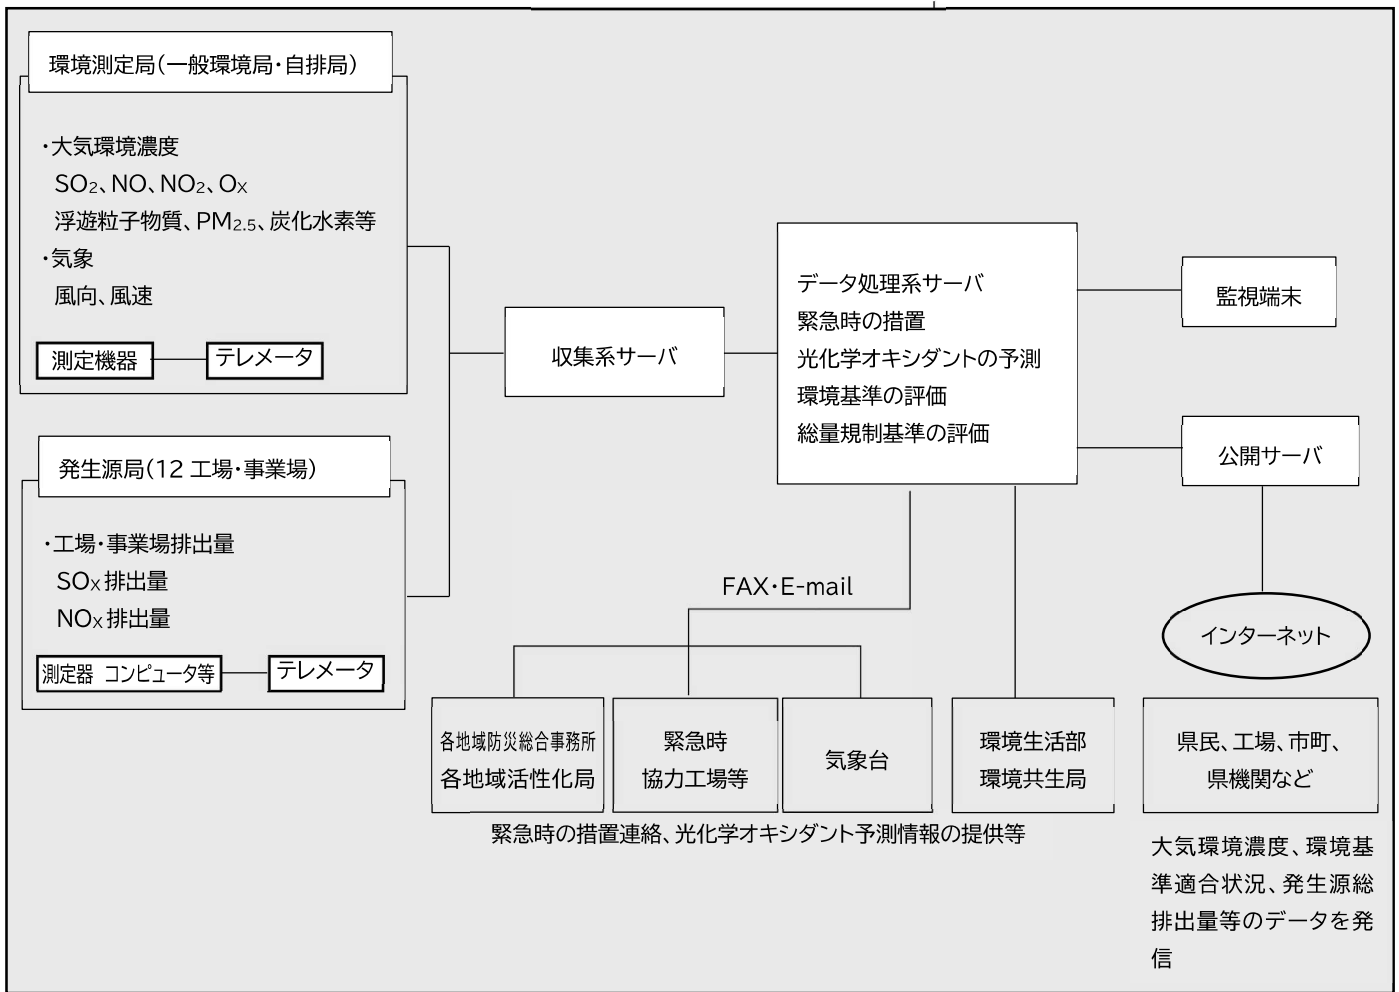 環境測定局(一般環境局・自排局)
・大気環境濃度
SO₂、NO、NO₂、Oₓ
浮遊粒子物質、PM₂.₅、炭化水素等
・気象
風向、風速
測定機器
テレメータ
発生源局(12 工場・事業場)
・工場・事業場排出量
SOₓ排出量
NOₓ排出量
測定器 コンピュータ等
テレメータ
収集系サーバ
データ処理系サーバ
緊急時の措置
光化学オキシダントの予測
環境基準の評価
総量規制基準の評価
監視端末
公開サーバ
インターネット
FAX・E-mail
各地域防災総合事務所
各地域活性化局
緊急時
協力工場等
気象台
環境生活部
環境共生局
県民、工場、市町、
県機関など
緊急時の措置連絡、光化学オキシダント予測情報の提供等
大気環境濃度、環境基
準適合状況、発生源総
排出量等のデータを発
信